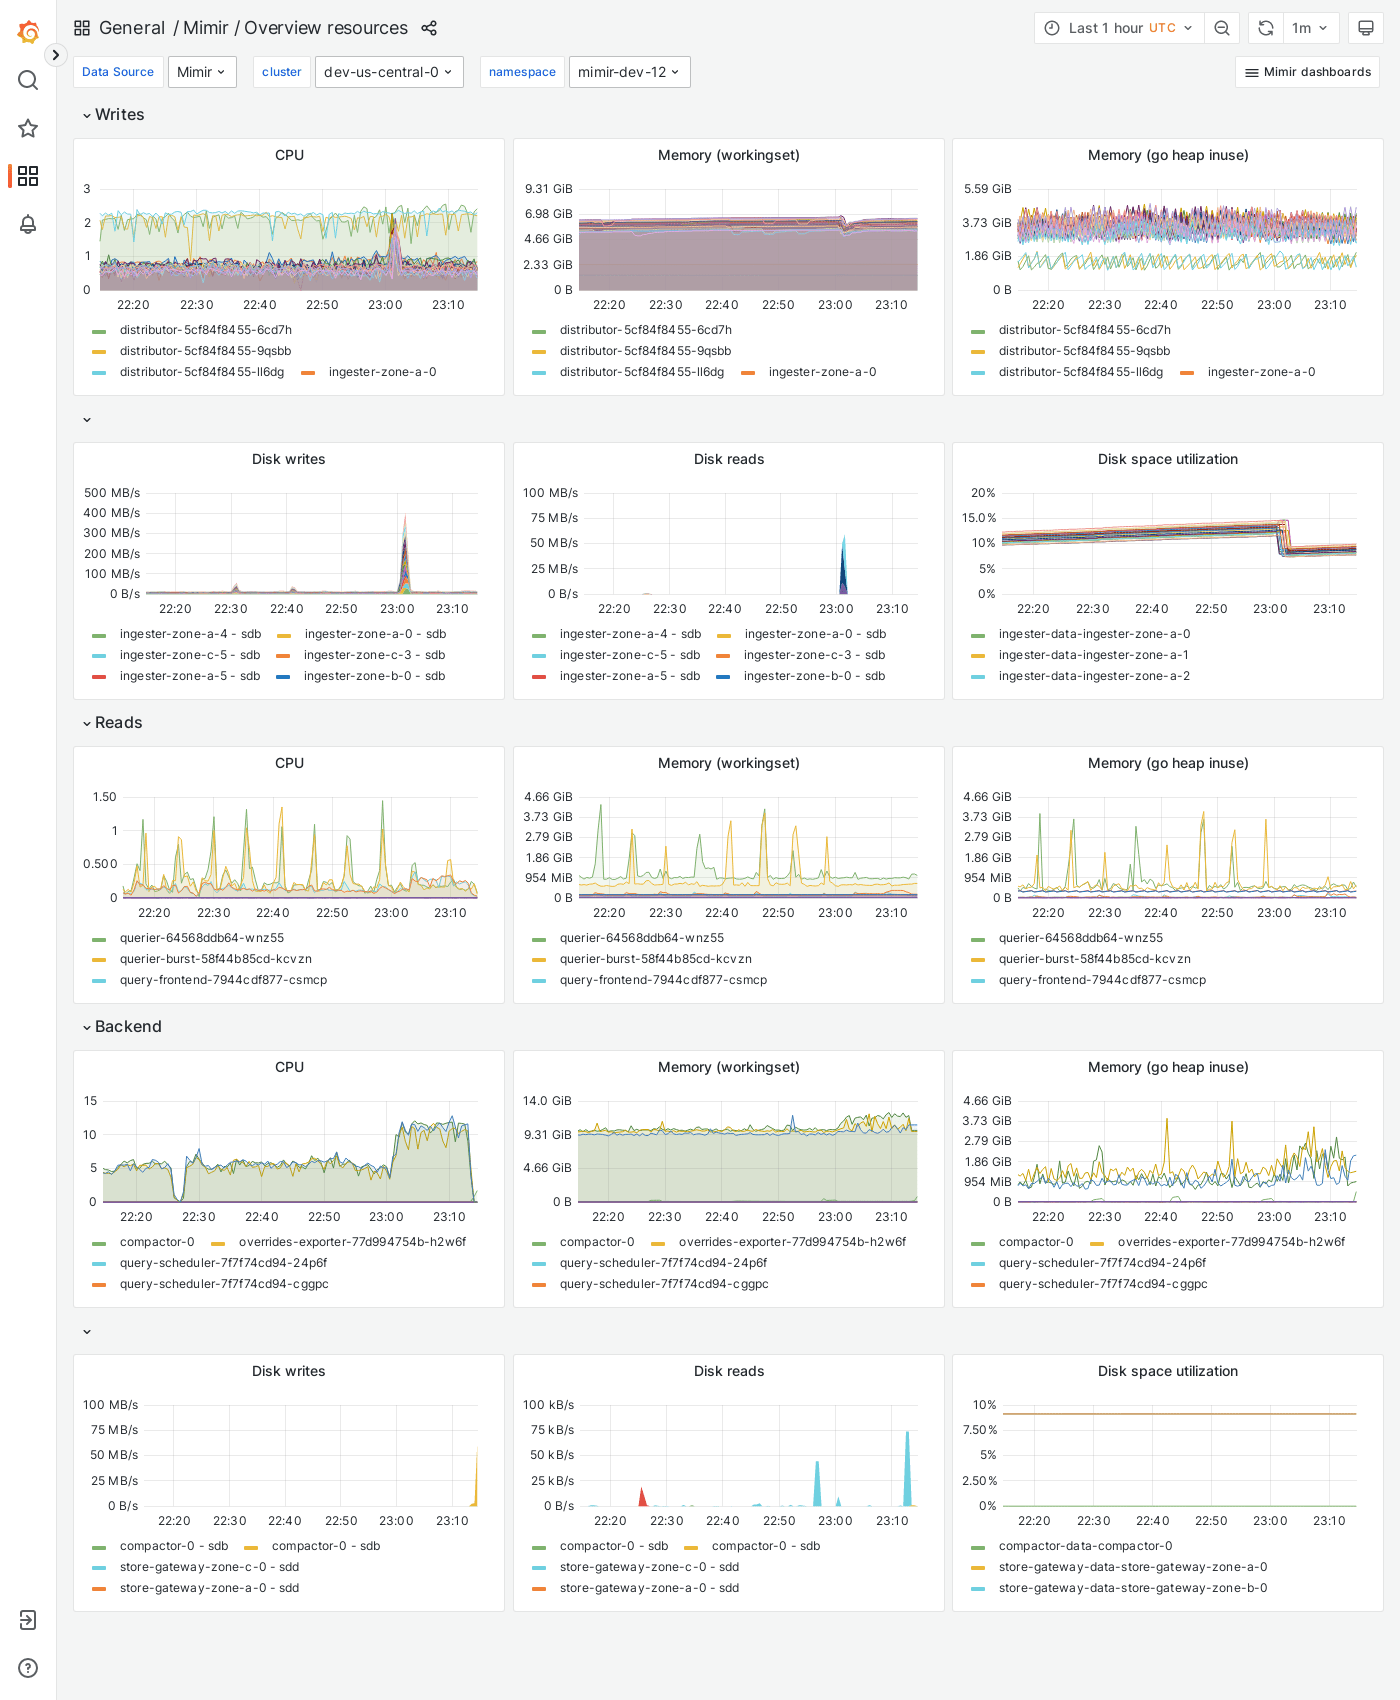 General / Mimir / Overview resources
Last 1 hour UTC
1m
Data Source Mimir cluster dev-us-central-0 namespace mimir-dev-12
Mimir dashboards
Writes
CPU
3
2
1
0
22:20 22:30 22:40 22:50 23:00 23:10
distributor-5cf84f8455-6cd7h
distributor-5cf84f8455-9qsbb
distributor-5cf84f8455-ll6dg ingester-zone-a-0
Memory (workingset)
9.31 GiB
6.98 GiB
4.66 GiB
2.33 GiB
0 B
22:20 22:30 22:40 22:50 23:00 23:10
distributor-5cf84f8455-6cd7h
distributor-5cf84f8455-9qsbb
distributor-5cf84f8455-ll6dg ingester-zone-a-0
Memory (go heap inuse)
5.59 GiB
3.73 GiB
1.86 GiB
0 B
22:20 22:30 22:40 22:50 23:00 23:10
distributor-5cf84f8455-6cd7h
distributor-5cf84f8455-9qsbb
distributor-5cf84f8455-ll6dg ingester-zone-a-0
Disk writes
500 MB/s
400 MB/s
300 MB/s
200 MB/s
100 MB/s
0 B/s
22:20 22:30 22:40 22:50 23:00 23:10
ingester-zone-a-4 - sdb ingester-zone-a-0 - sdb
ingester-zone-c-5 - sdb ingester-zone-c-3 - sdb
ingester-zone-a-5 - sdb ingester-zone-b-0 - sdb
Disk reads
100 MB/s
75 MB/s
50 MB/s
25 MB/s
0 B/s
22:20 22:30 22:40 22:50 23:00 23:10
ingester-zone-a-4 - sdb ingester-zone-a-0 - sdb
ingester-zone-c-5 - sdb ingester-zone-c-3 - sdb
ingester-zone-a-5 - sdb ingester-zone-b-0 - sdb
Disk space utilization
20%
15.0%
10%
5%
0%
22:20 22:30 22:40 22:50 23:00 23:10
ingester-data-ingester-zone-a-0
ingester-data-ingester-zone-a-1
ingester-data-ingester-zone-a-2
Reads
CPU
1.50
1
0.500
0
22:20 22:30 22:40 22:50 23:00 23:10
querier-64568ddb64-wnz55
querier-burst-58f44b85cd-kcvzn
query-frontend-7944cdf877-csmcp
Memory (workingset)
4.66 GiB
3.73 GiB
2.79 GiB
1.86 GiB
954 MiB
0 B
22:20 22:30 22:40 22:50 23:00 23:10
querier-64568ddb64-wnz55
querier-burst-58f44b85cd-kcvzn
query-frontend-7944cdf877-csmcp
Memory (go heap inuse)
4.66 GiB
3.73 GiB
2.79 GiB
1.86 GiB
954 MiB
0 B
22:20 22:30 22:40 22:50 23:00 23:10
querier-64568ddb64-wnz55
querier-burst-58f44b85cd-kcvzn
query-frontend-7944cdf877-csmcp
Backend
CPU
15
10
5
0
22:20 22:30 22:40 22:50 23:00 23:10
compactor-0 overrides-exporter-77d994754b-h2w6f
query-scheduler-7f7f74cd94-24p6f
query-scheduler-7f7f74cd94-cggpc
Memory (workingset)
14.0 GiB
9.31 GiB
4.66 GiB
0 B
22:20 22:30 22:40 22:50 23:00 23:10
compactor-0 overrides-exporter-77d994754b-h2w6f
query-scheduler-7f7f74cd94-24p6f
query-scheduler-7f7f74cd94-cggpc
Memory (go heap inuse)
4.66 GiB
3.73 GiB
2.79 GiB
1.86 GiB
954 MiB
0 B
22:20 22:30 22:40 22:50 23:00 23:10
compactor-0 overrides-exporter-77d994754b-h2w6f
query-scheduler-7f7f74cd94-24p6f
query-scheduler-7f7f74cd94-cggpc
Disk writes
100 MB/s
75 MB/s
50 MB/s
25 MB/s
0 B/s
22:20 22:30 22:40 22:50 23:00 23:10
compactor-0 - sdb compactor-0 - sdb
store-gateway-zone-c-0 - sdd
store-gateway-zone-a-0 - sdd
Disk reads
100 kB/s
75 kB/s
50 kB/s
25 kB/s
0 B/s
22:20 22:30 22:40 22:50 23:00 23:10
compactor-0 - sdb compactor-0 - sdb
store-gateway-zone-c-0 - sdd
store-gateway-zone-a-0 - sdd
Disk space utilization
10%
7.50%
5%
2.50%
0%
22:20 22:30 22:40 22:50 23:00 23:10
compactor-data-compactor-0
store-gateway-data-store-gateway-zone-a-0
store-gateway-data-store-gateway-zone-b-0